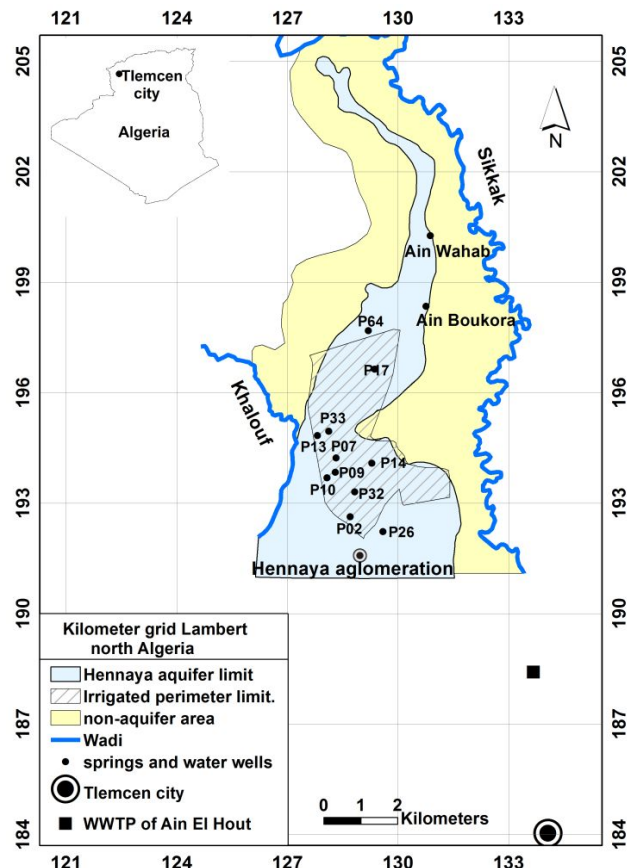 121 124 127 130 133
205
202
199
196
193
190
187
184
Tlemcen
city
Algeria
N
Sikkak
Ain Wahab
Ain Boukora
P64
P17
Khalouf
P33
P13 P07
P14
P09
P10
P32
P02
P26
Hennaya aglomeration
205
202
199
196
193
190
187
184
Kilometer grid Lambert
north Algeria
Hennaya aquifer limit
Irrigated perimeter limit.
non-aquifer area
Wadi
springs and water wells
Tlemcen city
WWTP of Ain El Hout
0 1 2
Kilometers
121 124 127 130 133